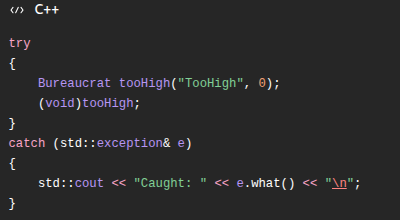 </> C++
try
{
    Bureaucrat tooHigh("TooHigh", 0);
    (void)tooHigh;
}
catch (std::exception& e)
{
    std::cout << "Caught: " << e.what() << "\n";
}